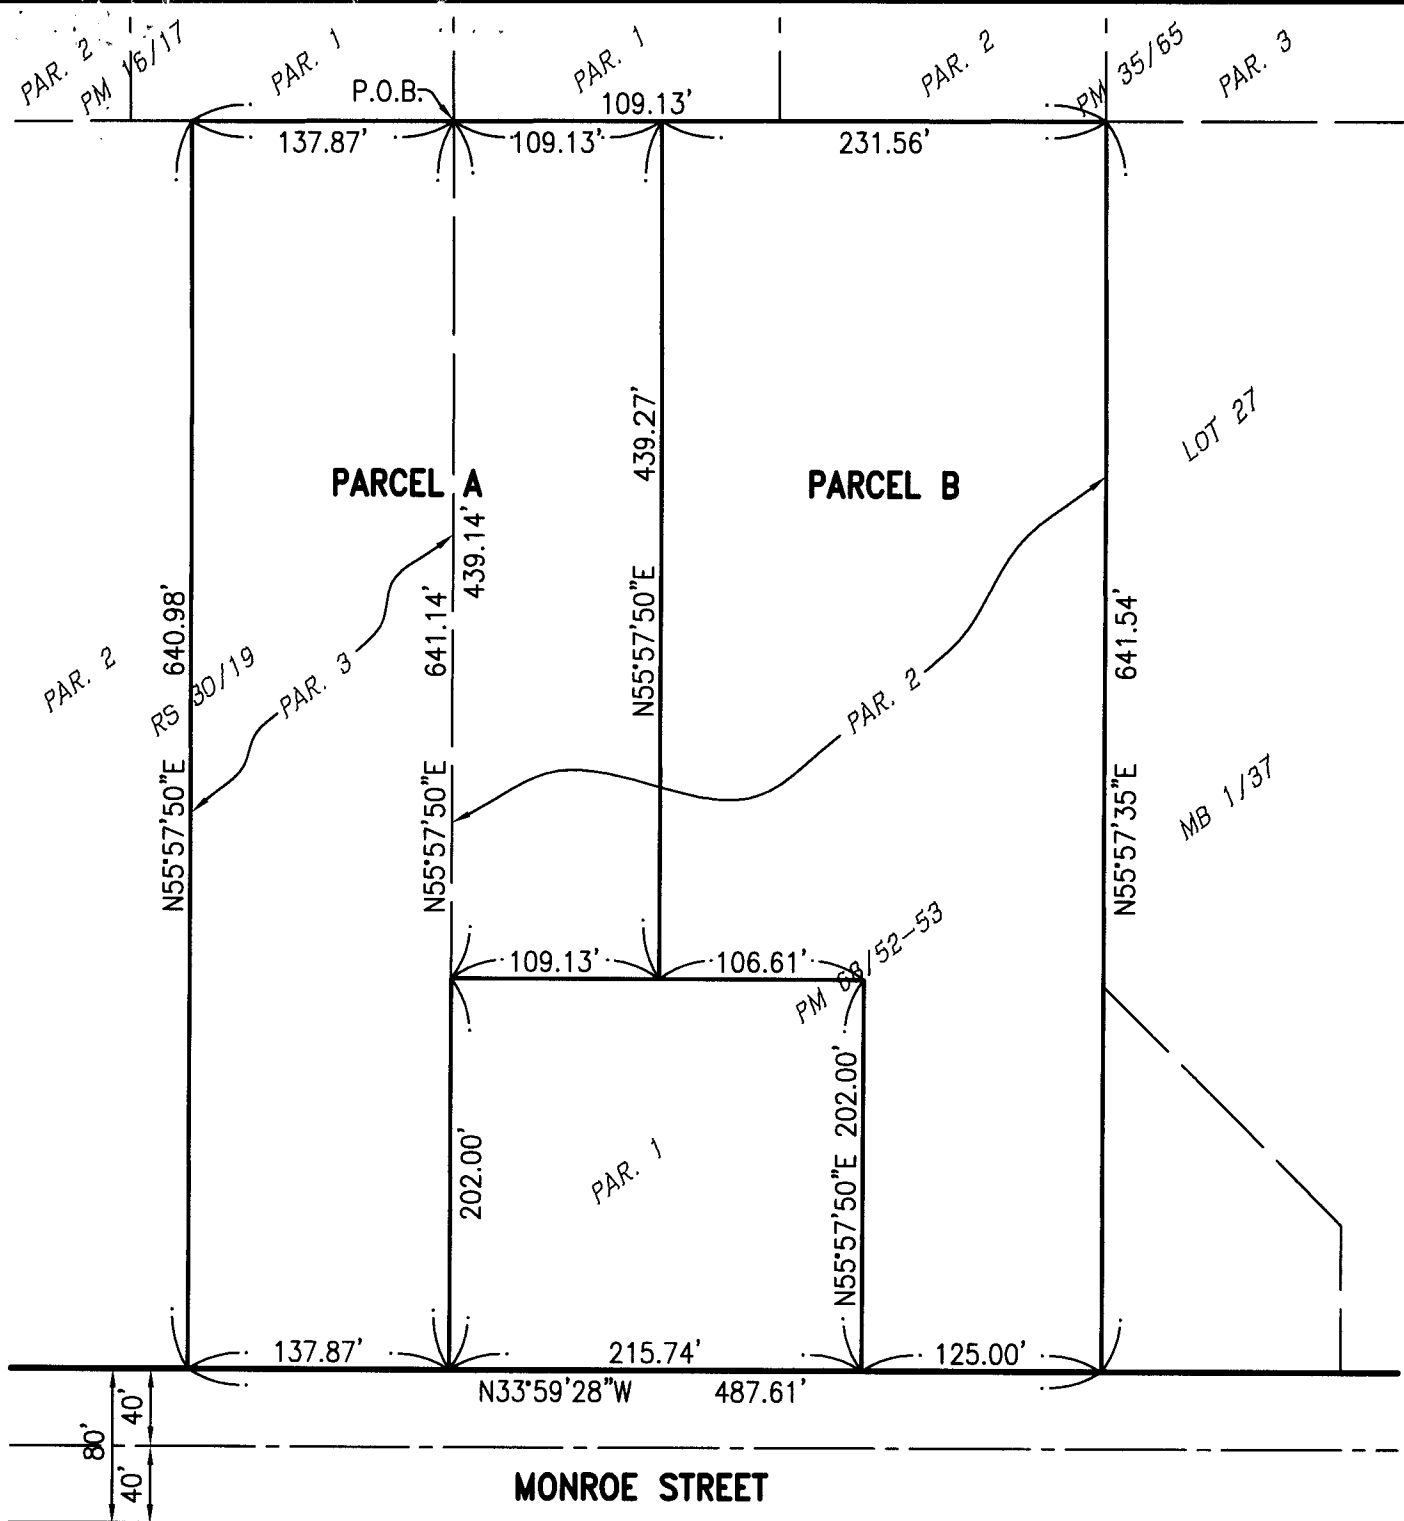 PAR. 2
PM 16/17
PAR. 1
PAR. 1
PAR. 2
PM 35/65
PAR. 3
P.O.B.
109.13'
137.87'
109.13'
231.56'
LOT 27
439.27'
PARCEL A
PARCEL B
439.14'
640.98'
641.14'
N55°57'50"E
641.54'
PAR. 2
RS 30/19
PAR. 3
PAR. 2
N55°57'50"E
N55°57'50"E
N55°57'35"E
MB 1/37
109.13'
106.61'
PM 68/52-53
202.00'
N55°57'50"E 202.00'
PAR. 1
137.87'
215.74'
125.00'
N33°59'28"W 487.61'
40'
80'
40'
MONROE STREET